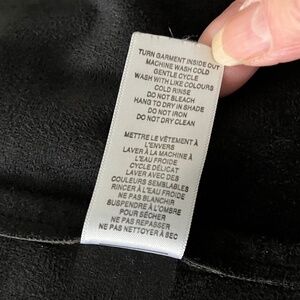 TURN GARMENT INSIDE OUT
MACHINE WASH COLD
GENTLE CYCLE
WASH WITH LIKE COLOURS
COLD RINSE
DO NOT BLEACH
HANG TO DRY IN SHADE
DO NOT IRON
DO NOT DRY CLEAN
METTRE LE VÊTEMENT À
L'ENVERS
LAVER À LA MACHINE À
L'EAU FROIDE
CYCLE DÉLICAT
LAVER AVEC DES
COULEURS SEMBLABLES
RINCER À L'EAU FROIDE
NE PAS BLANCHIR
SUSPENDRE À L'OMBRE
POUR SÉCHER
NE PAS REPASSER
NE PAS NETTOYER À SEC